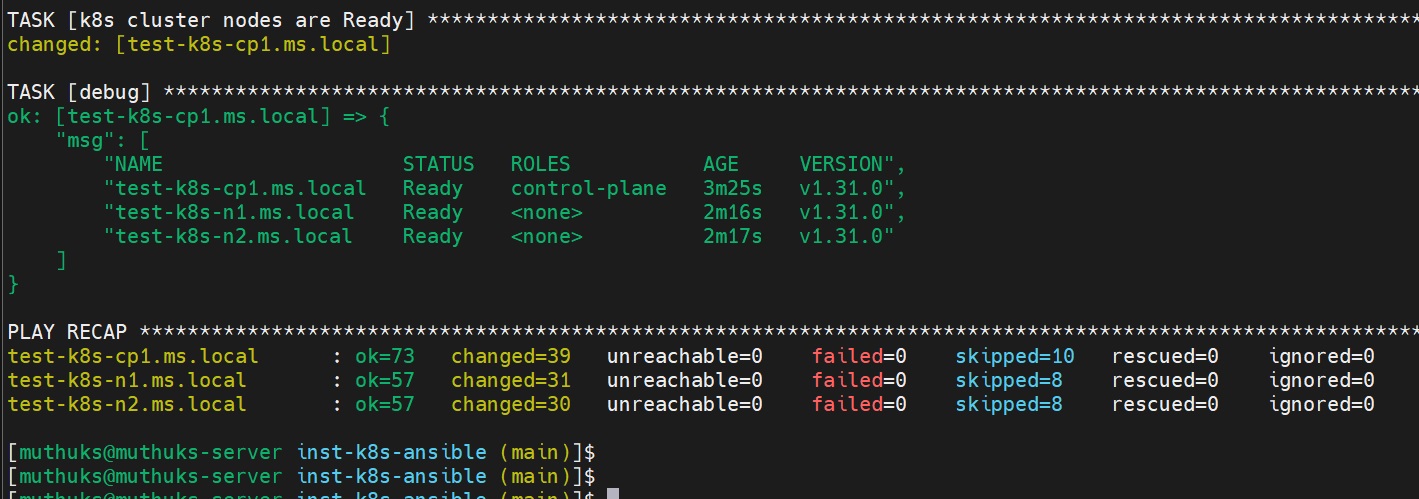 TASK [k8s cluster nodes are Ready] ***********************************************************************************
changed: [test-k8s-cp1.ms.local]
TASK [debug] *********************************************************************************************************
ok: [test-k8s-cp1.ms.local] => {
    "msg": [
        "NAME                    STATUS   ROLES           AGE     VERSION",
        "test-k8s-cp1.ms.local   Ready    control-plane   3m25s   v1.31.0",
        "test-k8s-n1.ms.local    Ready    <none>          2m16s   v1.31.0",
        "test-k8s-n2.ms.local    Ready    <none>          2m17s   v1.31.0"
    ]
}
PLAY RECAP ***********************************************************************************************************
test-k8s-cp1.ms.local      : ok=73   changed=39   unreachable=0    failed=0    skipped=10   rescued=0    ignored=0
test-k8s-n1.ms.local       : ok=57   changed=31   unreachable=0    failed=0    skipped=8    rescued=0    ignored=0
test-k8s-n2.ms.local       : ok=57   changed=30   unreachable=0    failed=0    skipped=8    rescued=0    ignored=0
[muthuks@muthuks-server inst-k8s-ansible (main)]$
[muthuks@muthuks-server inst-k8s-ansible (main)]$
[muthuks@muthuks-server inst-k8s-ansible (main)]$